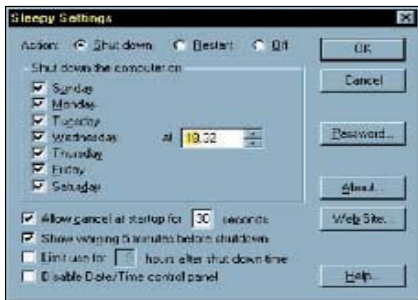 Sleepy Settings
Action: Shut down Restart Off
OK
Shut down the computer on
Cancel
Sunday
Monday
Tuesday
Wednesday at
Thursday
Friday
Saturday
Password...
About...
Allow cancel at startup for 30 seconds
Web Site...
Show warning 5 minutes before shutdown
Limit use for hours after shut down time
Disable Date/Time control panel
Help...